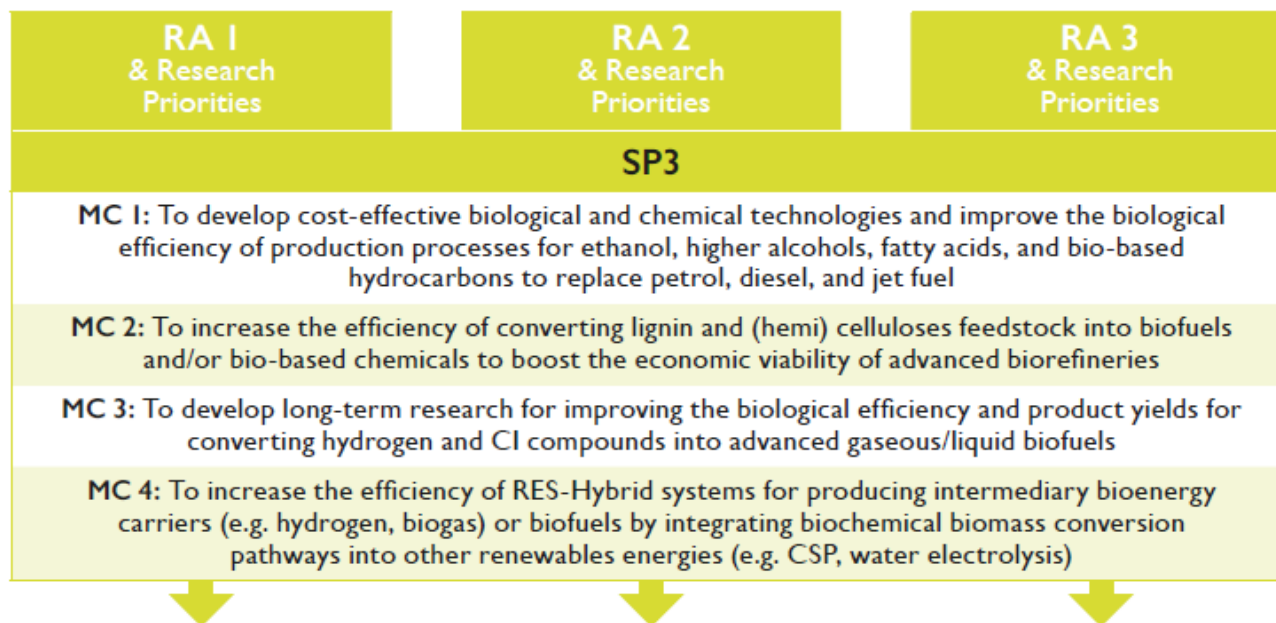 RA 1
& Research
Priorities
RA 2
& Research
Priorities
RA 3
& Research
Priorities
SP3
MC 1: To develop cost-effective biological and chemical technologies and improve the biological
efficiency of production processes for ethanol, higher alcohols, fatty acids, and bio-based
hydrocarbons to replace petrol, diesel, and jet fuel
MC 2: To increase the efficiency of converting lignin and (hemi) celluloses feedstock into biofuels
and/or bio-based chemicals to boost the economic viability of advanced biorefineries
MC 3: To develop long-term research for improving the biological efficiency and product yields for
converting hydrogen and C1 compounds into advanced gaseous/liquid biofuels
MC 4: To increase the efficiency of RES-Hybrid systems for producing intermediary bioenergy
carriers (e.g. hydrogen, biogas) or biofuels by integrating biochemical biomass conversion
pathways into other renewables energies (e.g. CSP, water electrolysis)